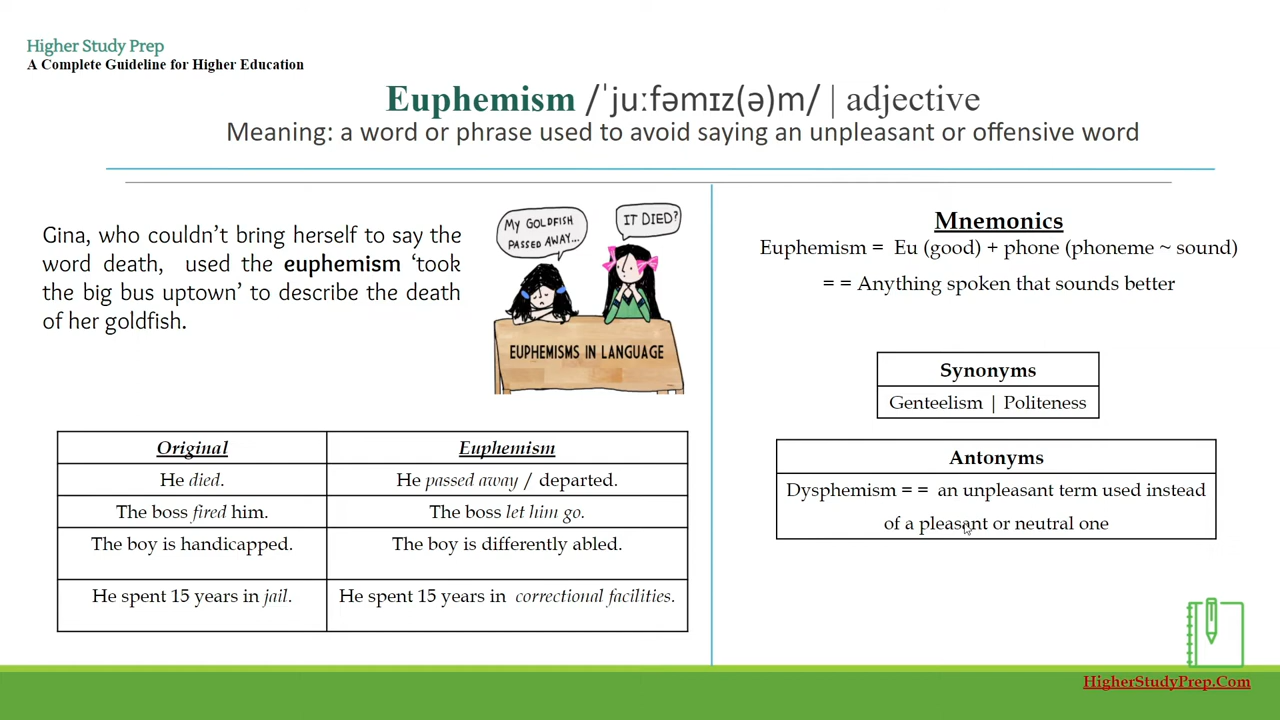 Higher Study Prep
A Complete Guideline for Higher Education
Euphemism /ˈjuːfəmɪz(ə)m/ | adjective
Meaning: a word or phrase used to avoid saying an unpleasant or offensive word
Gina, who couldn’t bring herself to say the
word death, used the euphemism ‘took
the big bus uptown’ to describe the death
of her goldfish.
MY GOLDFISH
PASSED AWAY...
IT DIED?
EUPHEMISMS IN LANGUAGE
Original Euphemism
He died. He passed away / departed.
The boss fired him. The boss let him go.
The boy is handicapped. The boy is differently abled.
He spent 15 years in jail. He spent 15 years in correctional facilities.
Mnemonics
Euphemism = Eu (good) + phone (phoneme ~ sound)
= = Anything spoken that sounds better
Synonyms
Genteelism | Politeness
Antonyms
Dysphemism = = an unpleasant term used instead
of a pleasant or neutral one
HigherStudyPrep.Com